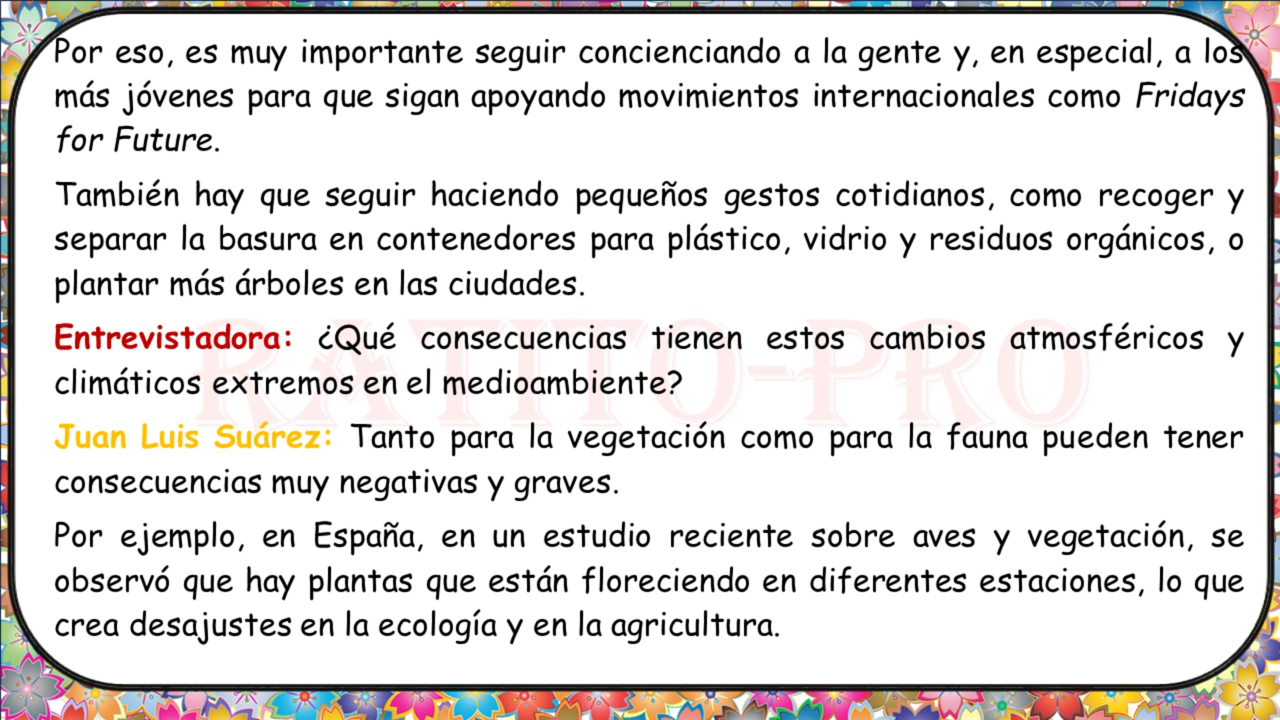 Por eso, es muy importante seguir concienciando a la gente y, en especial, a los
más jóvenes para que sigan apoyando movimientos internacionales como Fridays
for Future.
También hay que seguir haciendo pequeños gestos cotidianos, como recoger y
separar la basura en contenedores para plástico, vidrio y residuos orgánicos, o
plantar más árboles en las ciudades.
RATITO-PRO
Entrevistadora: ¿Qué consecuencias tienen estos cambios atmosféricos y
climáticos extremos en el medioambiente?
Juan Luis Suárez: Tanto para la vegetación como para la fauna pueden tener
consecuencias muy negativas y graves.
Por ejemplo, en España, en un estudio reciente sobre aves y vegetación, se
observó que hay plantas que están floreciendo en diferentes estaciones, lo que
crea desajustes en la ecología y en la agricultura.